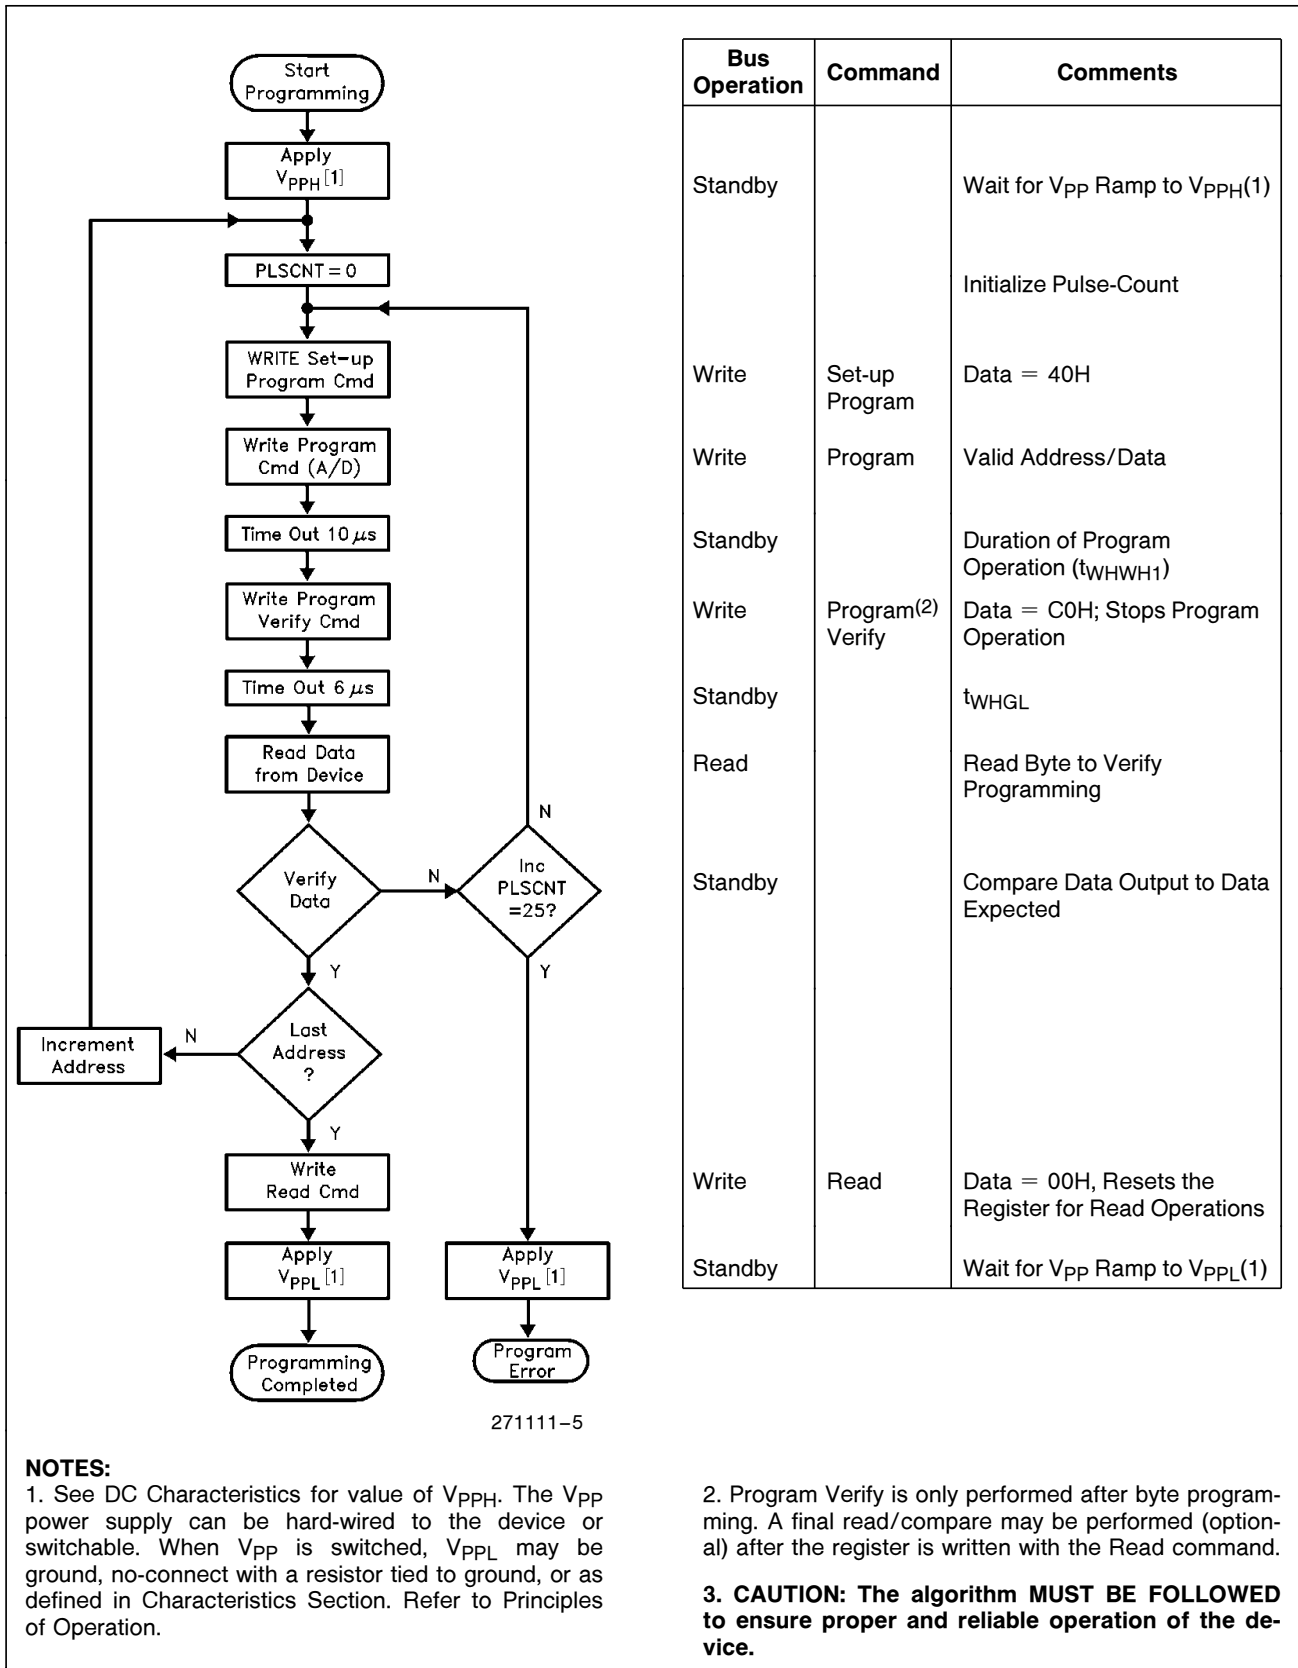 Start
Programming
Apply
VPPH[1]
PLSCNT=0
WRITE Set-up
Program Cmd
Write Program
Cmd (A/D)
Time Out 10 μs
Write Program
Verify Cmd
Time Out 6 μs
Read Data
from Device
Verify
Data
N
Y
Inc
PLSCNT
=25?
N
Y
Last
Address
?
N
Y
Increment
Address
Write
Read Cmd
Apply
VPPL[1]
Programming
Completed
Apply
VPPL[1]
Program
Error
271111-5
Bus Operation Command Comments
Standby Wait for VPP Ramp to VPPH(1)
Initialize Pulse-Count
Write Set-up Data = 40H
Program
Write Program Valid Address/Data
Standby Duration of Program
Operation (tWHWH1)
Write Program(2) Data = C0H; Stops Program
Verify Operation
Standby tWHGL
Read Read Byte to Verify
Programming
Standby Compare Data Output to Data
Expected
Write Read Data = 00H, Resets the
Register for Read Operations
Standby Wait for VPP Ramp to VPPL(1)
NOTES:
1. See DC Characteristics for value of VPPH. The VPP
power supply can be hard-wired to the device or
switchable. When VPP is switched, VPPL may be
ground, no-connect with a resistor tied to ground, or as
defined in Characteristics Section. Refer to Principles
of Operation.
2. Program Verify is only performed after byte program-
ming. A final read/compare may be performed (option-
al) after the register is written with the Read command.
3. CAUTION: The algorithm MUST BE FOLLOWED
to ensure proper and reliable operation of the de-
vice.